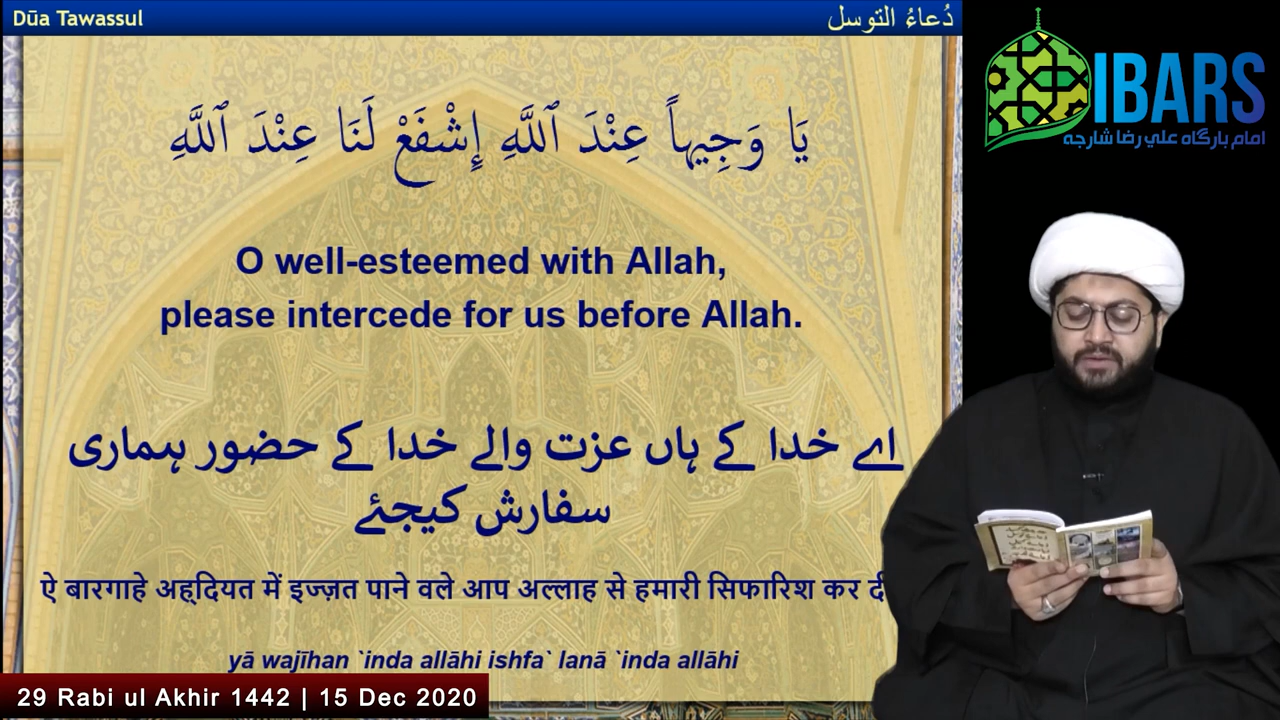 Dūa Tawassul
دُعاءُ التوسل
IBARS
امام بارگاه علي رضا شارجه
يَا وَجِيهاً عِنْدَ ٱللَّهِ إِشْفَعْ لَنَا عِنْدَ ٱللَّهِ
O well-esteemed with Allah,
please intercede for us before Allah.
اے خدا کے ہاں عزت والے خدا کے حضور ہماری
سفارش کیجئے
ऐ बारगाहे अह्दियत में इज्ज़त पाने वले आप अल्लाह से हमारी सिफारिश कर
yā wajīhan `inda allāhi ishfa` lanā `inda allāhi
29 Rabi ul Akhir 1442 | 15 Dec 2020